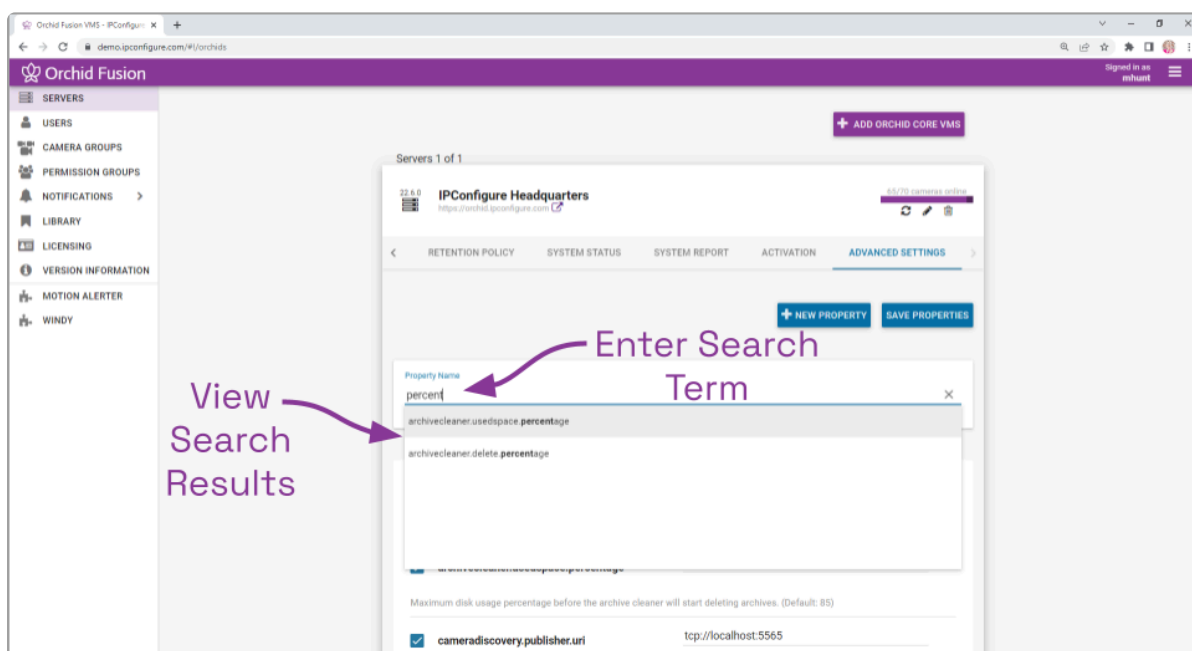 Orchid Fusion VMS - IPConfigur
demo.ipconfigure.com/#!/orchids
Orchid Fusion
Signed in as
mhunt
SERVERS
USERS
CAMERA GROUPS
PERMISSION GROUPS
NOTIFICATIONS
LIBRARY
LICENSING
VERSION INFORMATION
MOTION ALERTER
WINDY
ADD ORCHID CORE VMS
Servers 1 of 1
22.6.0
IPConfigure Headquarters
https://orchid.ipconfigure.com
65/70 cameras online
RETENTION POLICY SYSTEM STATUS SYSTEM REPORT ACTIVATION ADVANCED SETTINGS
NEW PROPERTY SAVE PROPERTIES
Enter Search
Term
View
Search
Results
Property Name
percent
archivecleaner.usedspace.percentage
archivecleaner.delete.percentage
archivecleaner.usedspace.percentage
Maximum disk usage percentage before the archive cleaner will start deleting archives. (Default: 85)
cameradiscovery.publisher.uri tcp://localhost:5565